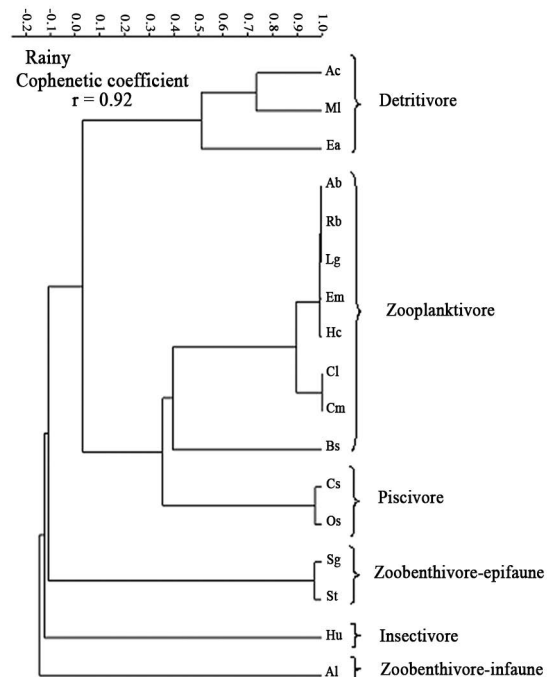 -0.2 -0.1 0.0 0.1 0.2 0.3 0.4 0.5 0.6 0.7 0.8 0.9 1.0
Rainy
Cophenetic coefficient
r = 0.92
Ac
Ml
Detritivore
Ea
Ab
Rb
Lg
Em
Zooplanktivore
Hc
Cl
Cm
Bs
Cs
Piscivore
Os
Sg
Zoobenthivore-epifaune
St
Hu Insectivore
Al Zoobenthivore-infaune